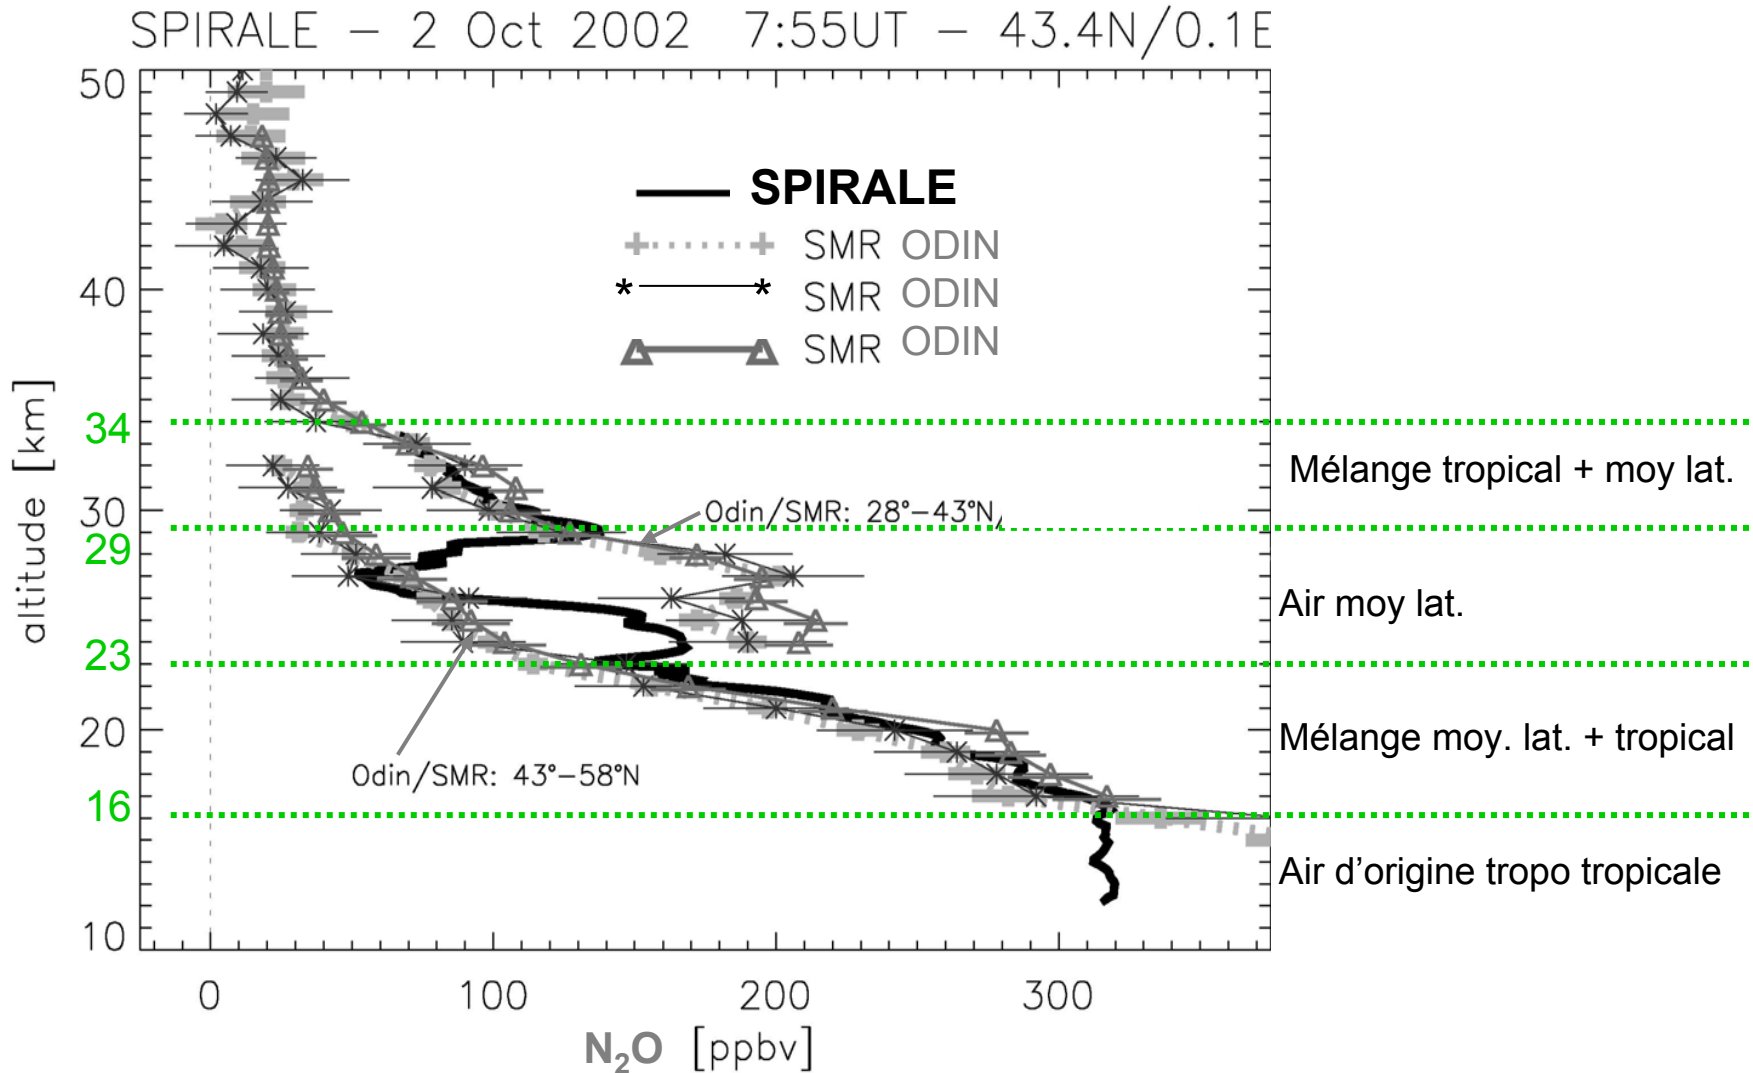 SPIRALE – 2 Oct 2002 7:55UT – 43.4N/0.1E
50
SPIRALE
SMR ODIN
* * SMR ODIN
SMR ODIN
40
altitude [km]
34
Mélange tropical + moy lat.
30
Odin/SMR: 28°–43°N,
29
Air moy lat.
23
20
Mélange moy. lat. + tropical
Odin/SMR: 43°–58°N
16
Air d’origine tropo tropicale
10
0 100 200 300
N₂O [ppbv]